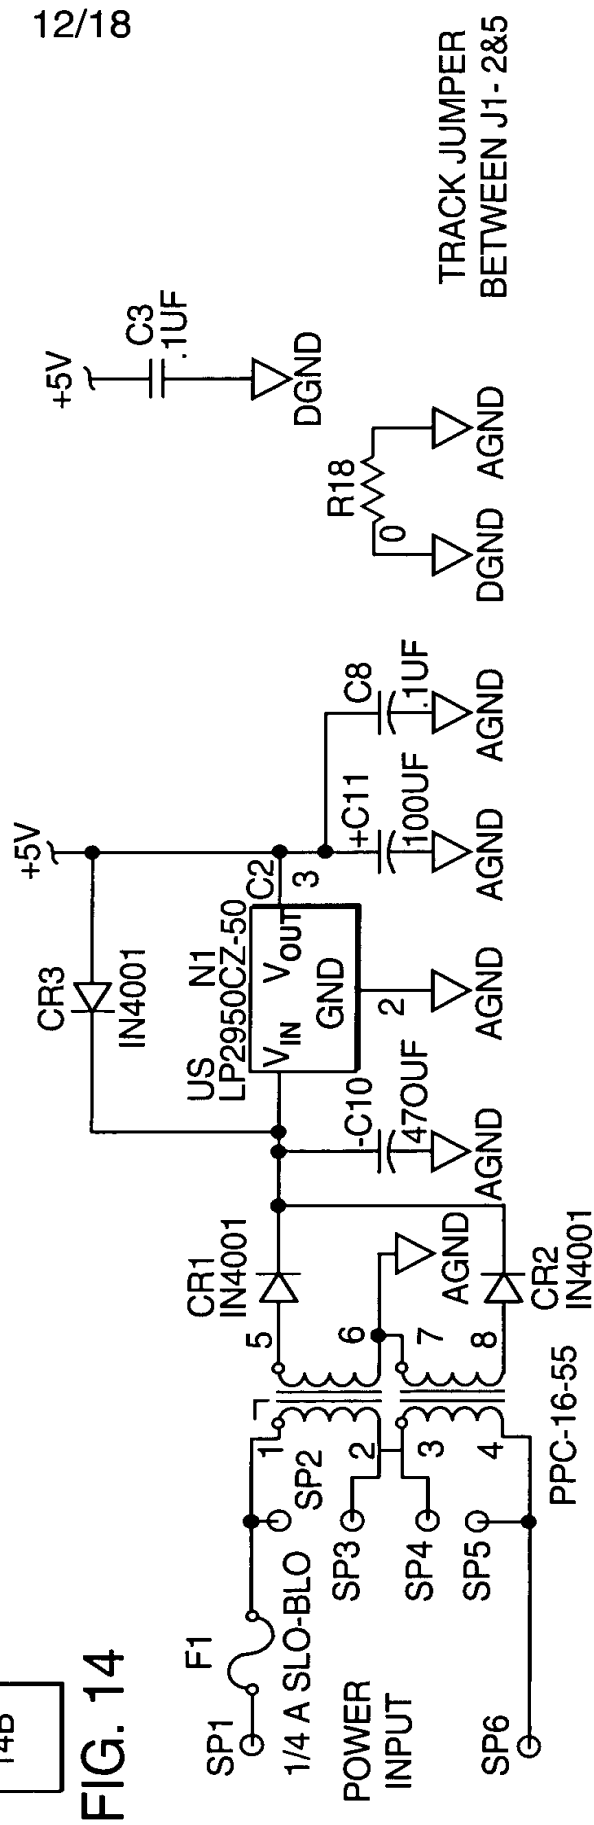 12/18
14B
FIG. 14
SP1
F1
1/4 A SLO-BLO
POWER
INPUT
SP6
SP2
SP3
SP4
SP5
1
2
3
4
PPC-16-55
5
6
7
8
CR1
IN4001
AGND
CR2
IN4001
-C10
470UF
AGND
US
N1
LP2950CZ-50
VIN
VOUT
GND
2
AGND
C2
3
CR3
IN4001
+5V
+C11
100UF
AGND
C8
.1UF
AGND
R18
0
DGND
AGND
+5V
C3
.1UF
DGND
TRACK JUMPER
BETWEEN J1- 2&5